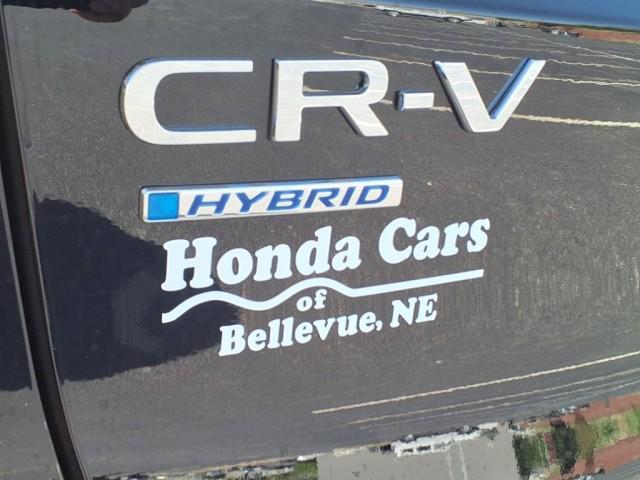 CR-V
HYBRID
Honda Cars
of
Bellevue, NE